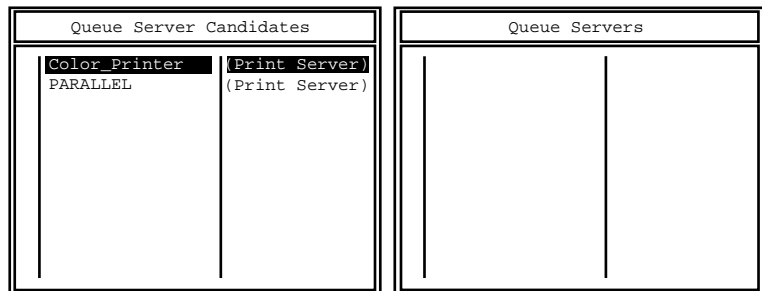 Queue Server Candidates
Color_Printer (Print Server)
PARALLEL (Print Server)
Queue Servers